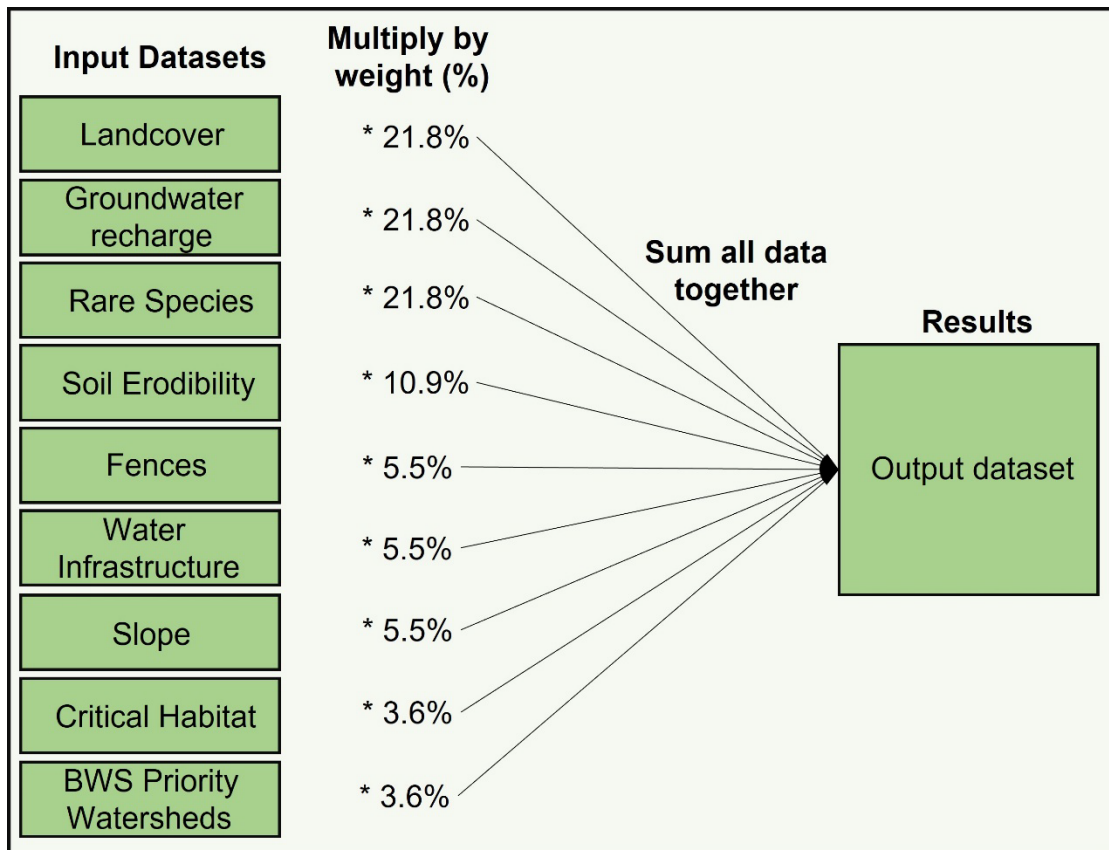 Input Datasets
Multiply by
weight (%)
Landcover
* 21.8%
Groundwater
recharge
* 21.8%
Rare Species
* 21.8%
Soil Erodibility
* 10.9%
Fences
* 5.5%
Water
Infrastructure
* 5.5%
Slope
* 5.5%
Critical Habitat
* 3.6%
BWS Priority
Watersheds
* 3.6%
Sum all data
together
Results
Output dataset